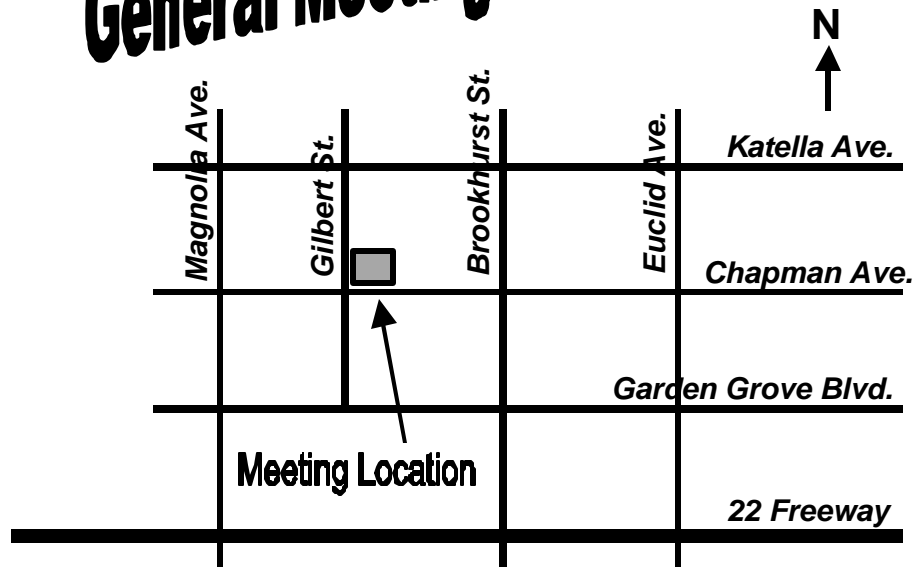 General Meeting
N
Magnolia Ave.
Gilbert St.
Brookhurst St.
Euclid Ave.
Katella Ave.
Chapman Ave.
Garden Grove Blvd.
Meeting Location
22 Freeway